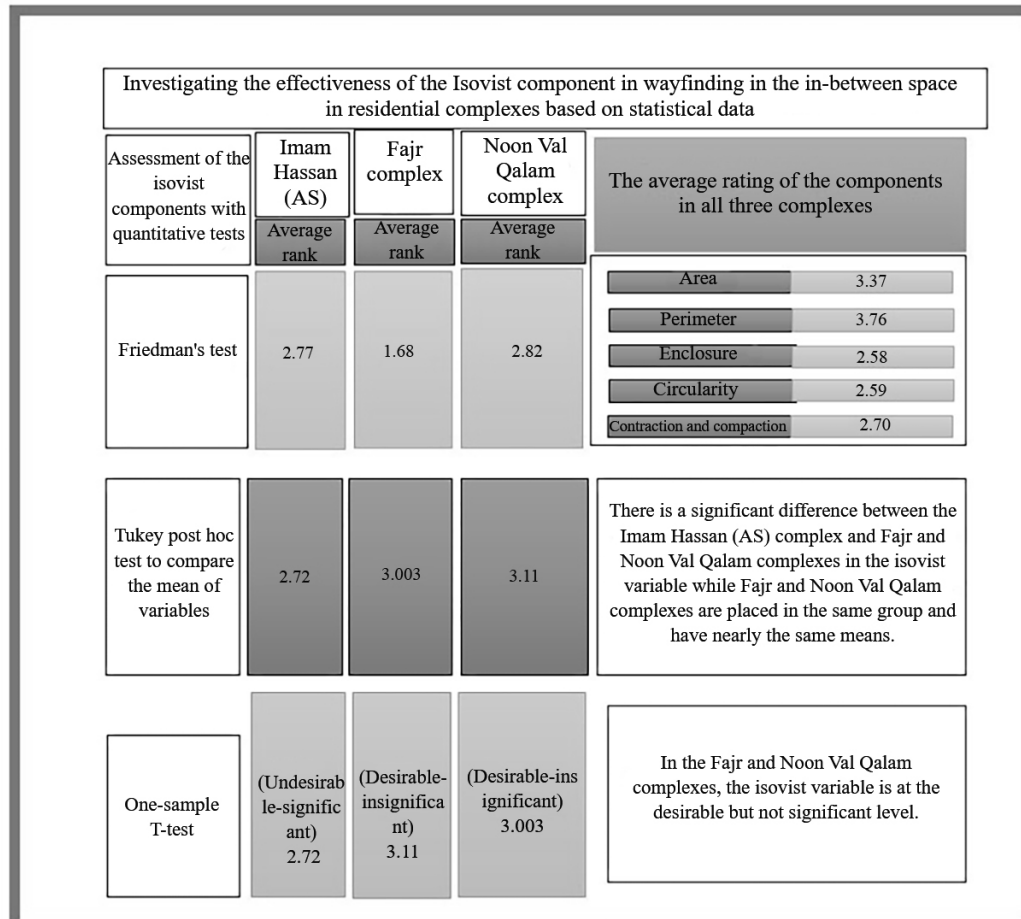 Investigating the effectiveness of the Isovist component in wayfinding in the in-between space
in residential complexes based on statistical data
Assessment of the
isovist
components with
quantitative tests
Imam
Hassan
(AS)
Fajr
complex
Noon Val
Qalam
complex
Average
rank
Average
rank
Average
rank
The average rating of the components
in all three complexes
Friedman's test
2.77
1.68
2.82
Area
3.37
Perimeter
3.76
Enclosure
2.58
Circularity
2.59
Contraction and compaction
2.70
Tukey post hoc
test to compare
the mean of
variables
2.72
3.003
3.11
There is a significant difference between the
Imam Hassan (AS) complex and Fajr and
Noon Val Qalam complexes in the isovist
variable while Fajr and Noon Val Qalam
complexes are placed in the same group and
have nearly the same means.
One-sample
T-test
(Undesirab
le-signific
ant)
2.72
(Desirable-
insignifica
nt)
3.11
(Desirable-ins
ignificant)
3.003
In the Fajr and Noon Val Qalam
complexes, the isovist variable is at the
desirable but not significant level.